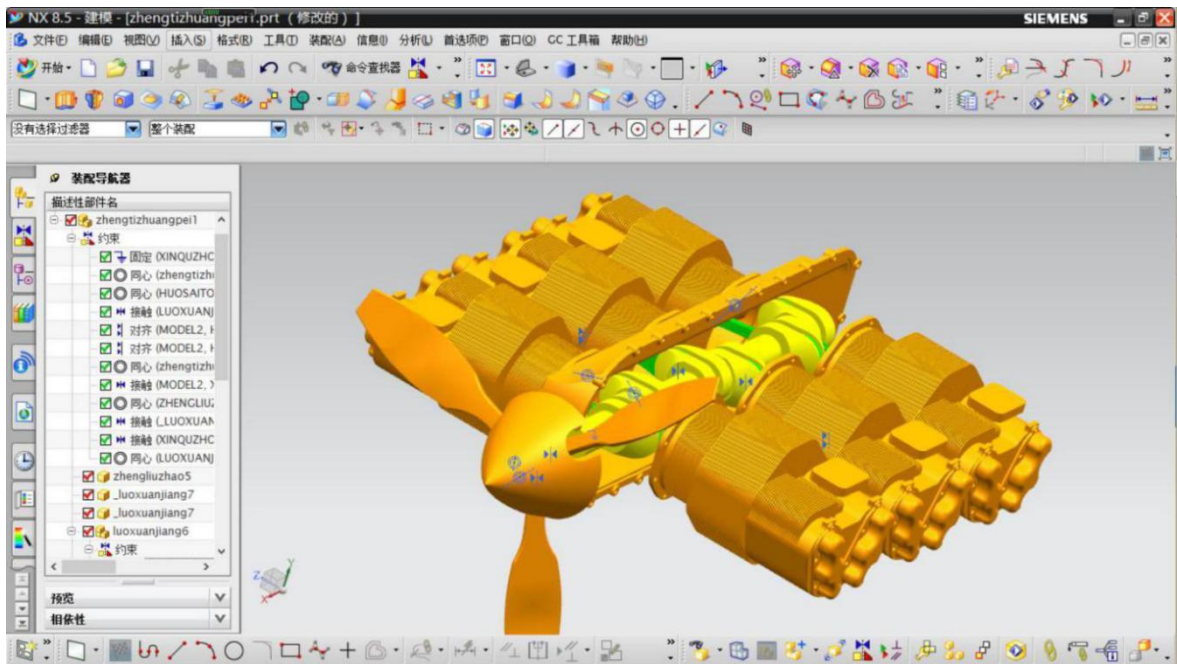 NX 8.5 - 建模 - [zhengtizhuangpei1.prt （修改的）] SIEMENS
文件(F) 编辑(E) 视图(V) 插入(S) 格式(R) 工具(T) 装配(A) 信息(I) 分析(L) 首选项(P) 窗口(O) GC 工具箱 帮助(H)
开始 命令查找器
没有选择过滤器 整个装配
装配导航器
描述性部件名
zhengtizhuangpei1
约束
固定 (XINQUZHO
同心 (zhengtizh
同心 (HUOSAITO
接触 (LUOXUANJ
对齐 (MODEL2, H
对齐 (MODEL2, H
同心 (zhengtizh
接触 (MODEL2, X
同心 (ZHENGLIUZ
接触 (_LUOXUAN
接触 (XINQUZHO
同心 (LUOXUANJ
zhengliuzhao5
_luoxuanjiang7
_luoxuanjiang7
luoxuanjiang6
约束
Z Y X
预览
相依性